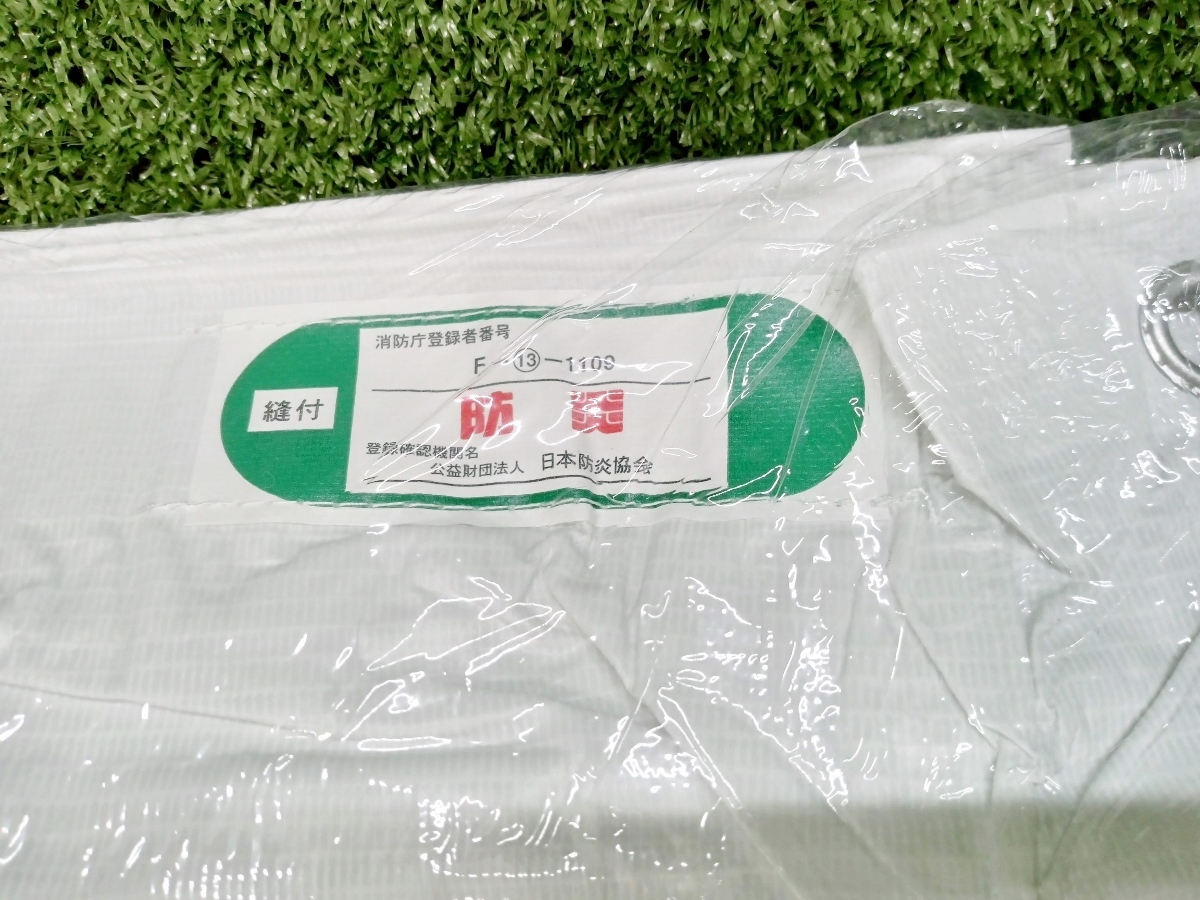 消防庁登録者番号
F-⑬-1109
縫付
防炎
登録確認機関名
公益財団法人 日本防炎協会